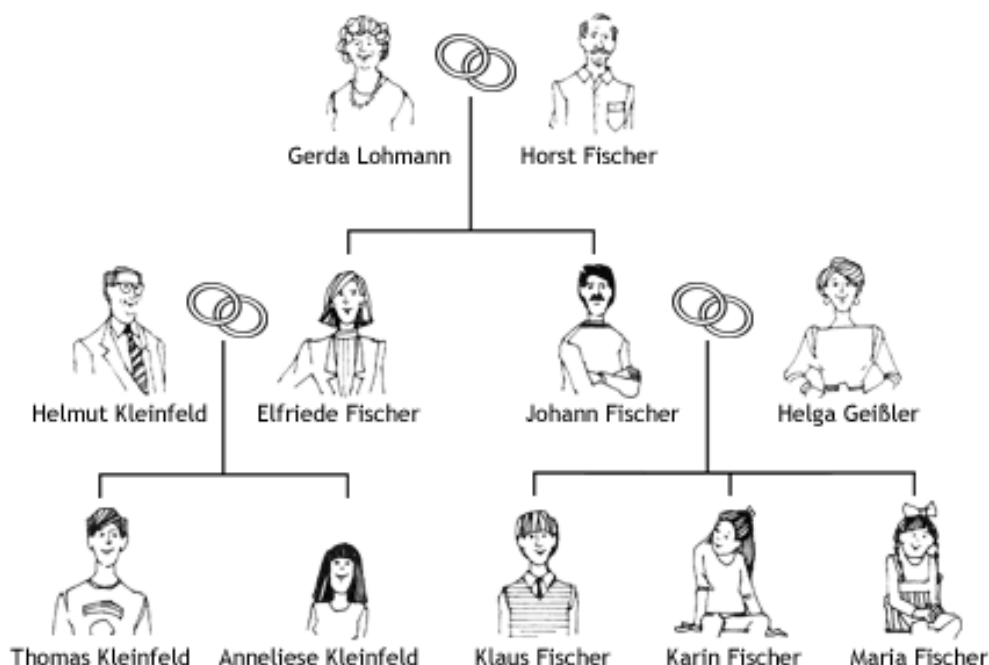 Gerda Lohmann
Horst Fischer
Helmut Kleinfeld
Elfriede Fischer
Johann Fischer
Helga Geißler
Thomas Kleinfeld
Anneliese Kleinfeld
Klaus Fischer
Karin Fischer
Maria Fischer